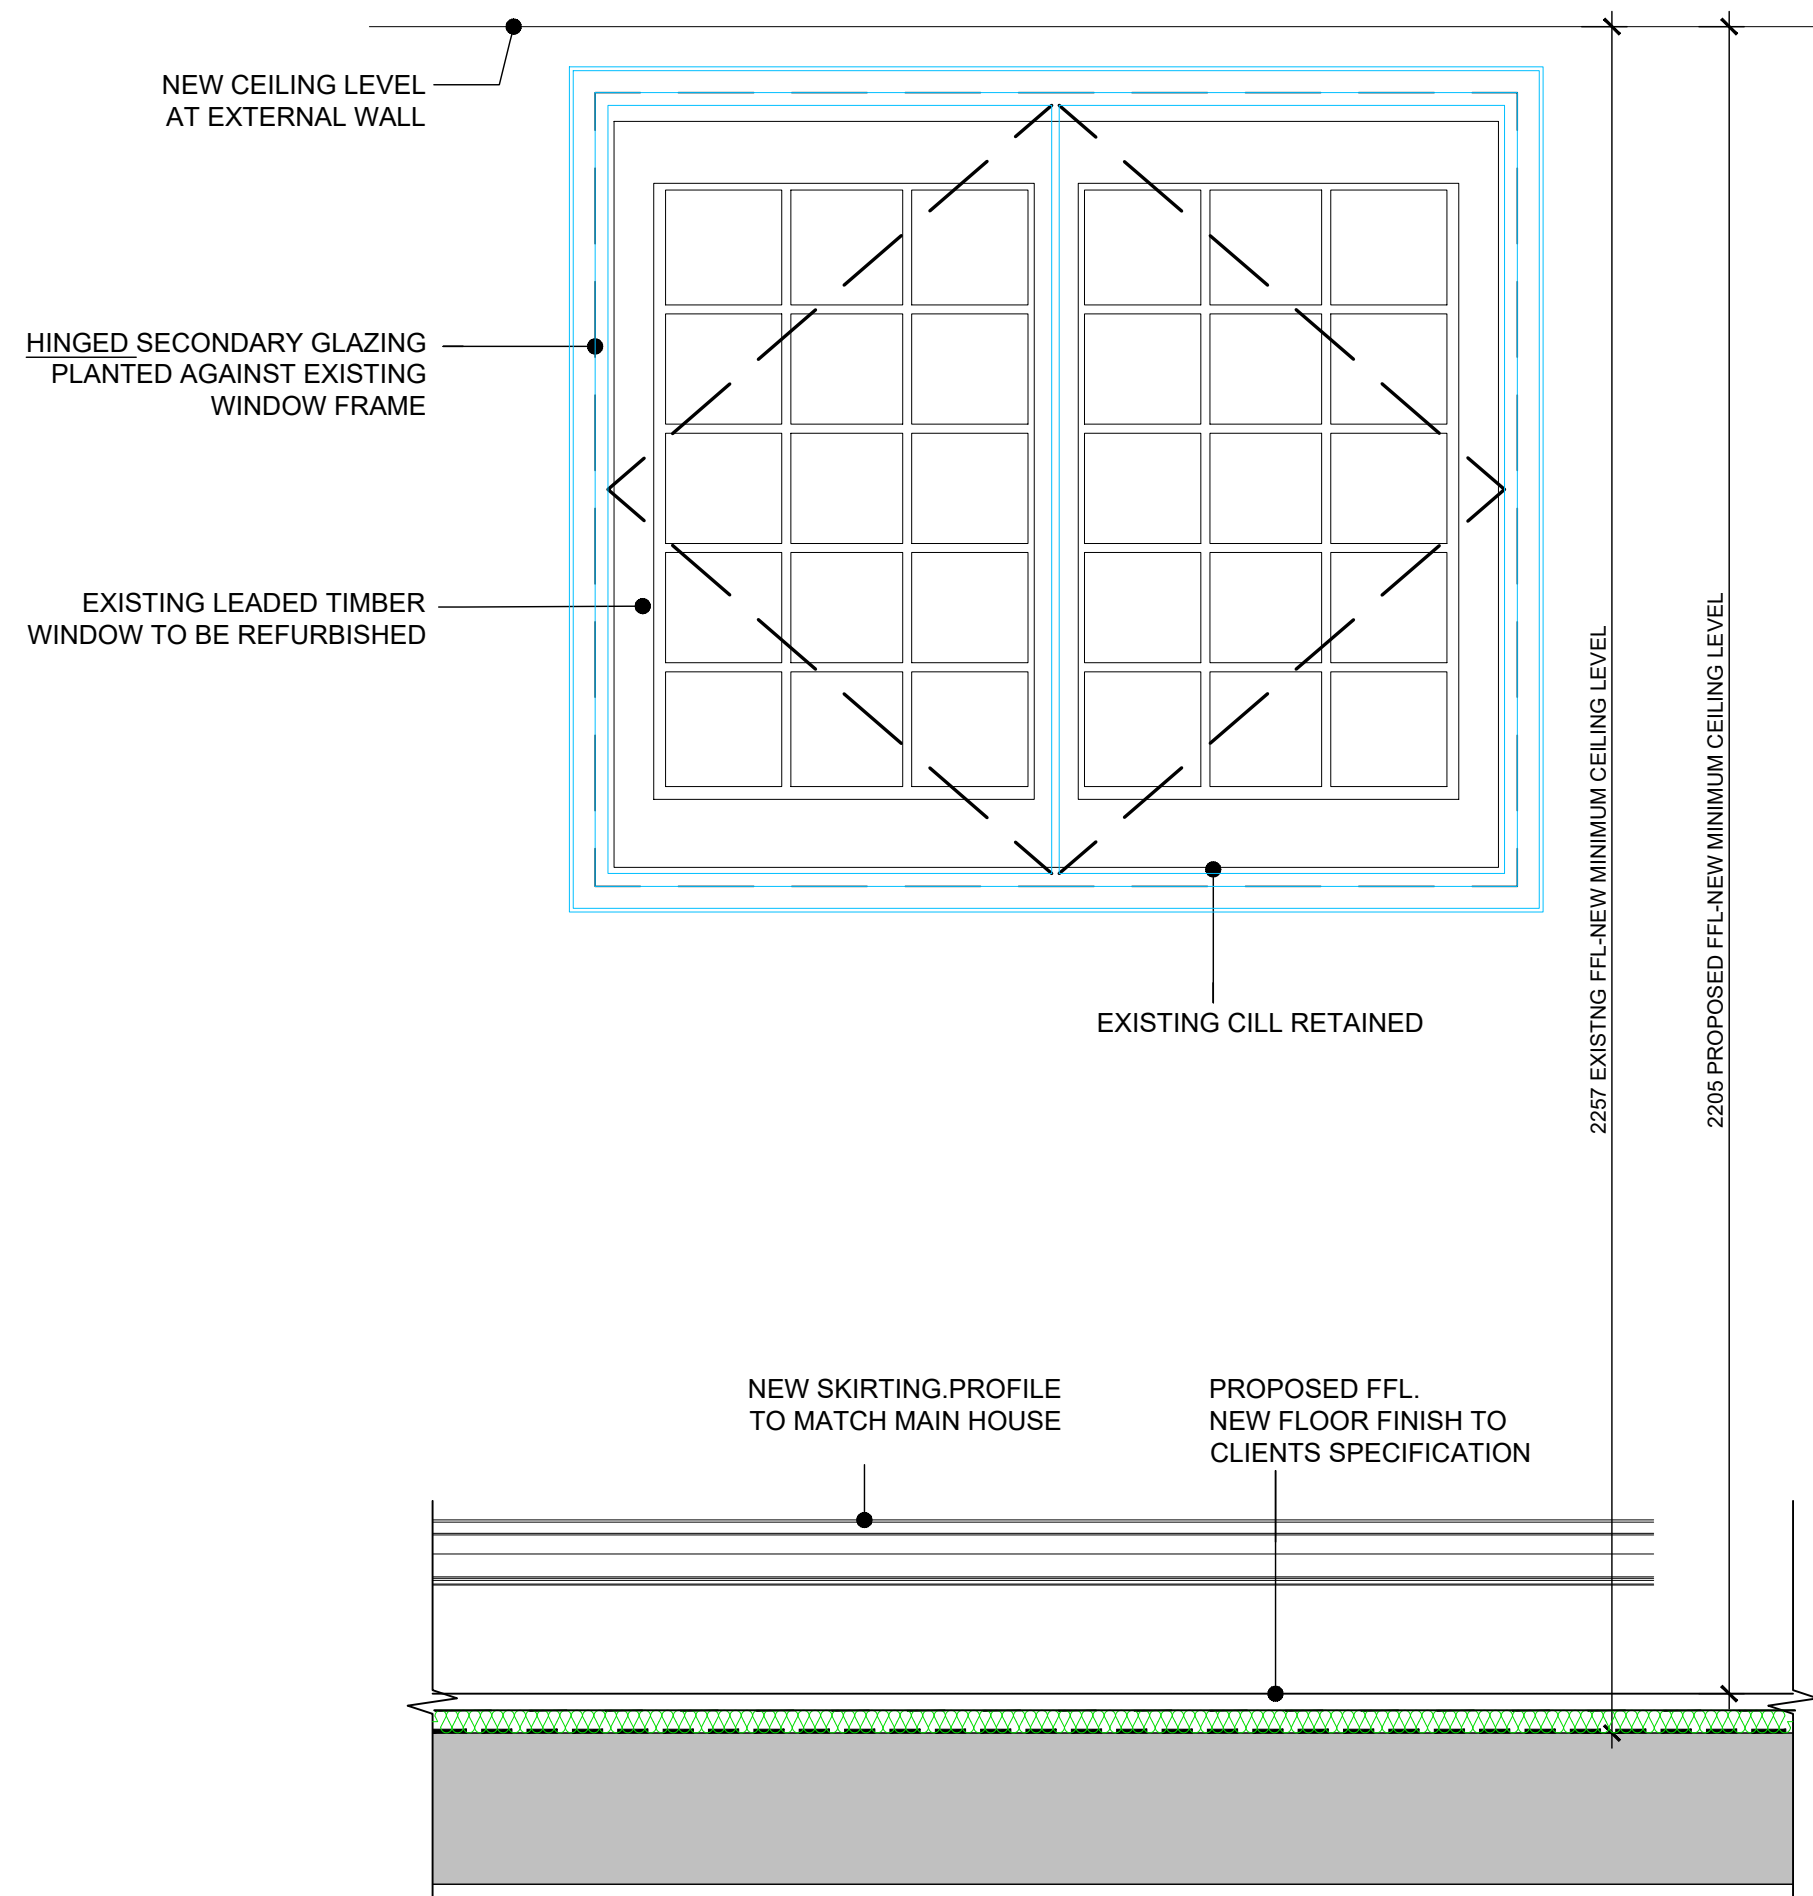 NEW CEILING LEVEL
AT EXTERNAL WALL
HINGED SECONDARY GLAZING
PLANTED AGAINST EXISTING
WINDOW FRAME
EXISTING LEADED TIMBER
WINDOW TO BE REFURBISHED
2257 EXISTNG FFL-NEW MINIMUM CEILING LEVEL
2205 PROPOSED FFL-NEW MINIMUM CEILING LEVEL
EXISTING CILL RETAINED
NEW SKIRTING.PROFILE
TO MATCH MAIN HOUSE
PROPOSED FFL.
NEW FLOOR FINISH TO
CLIENTS SPECIFICATION